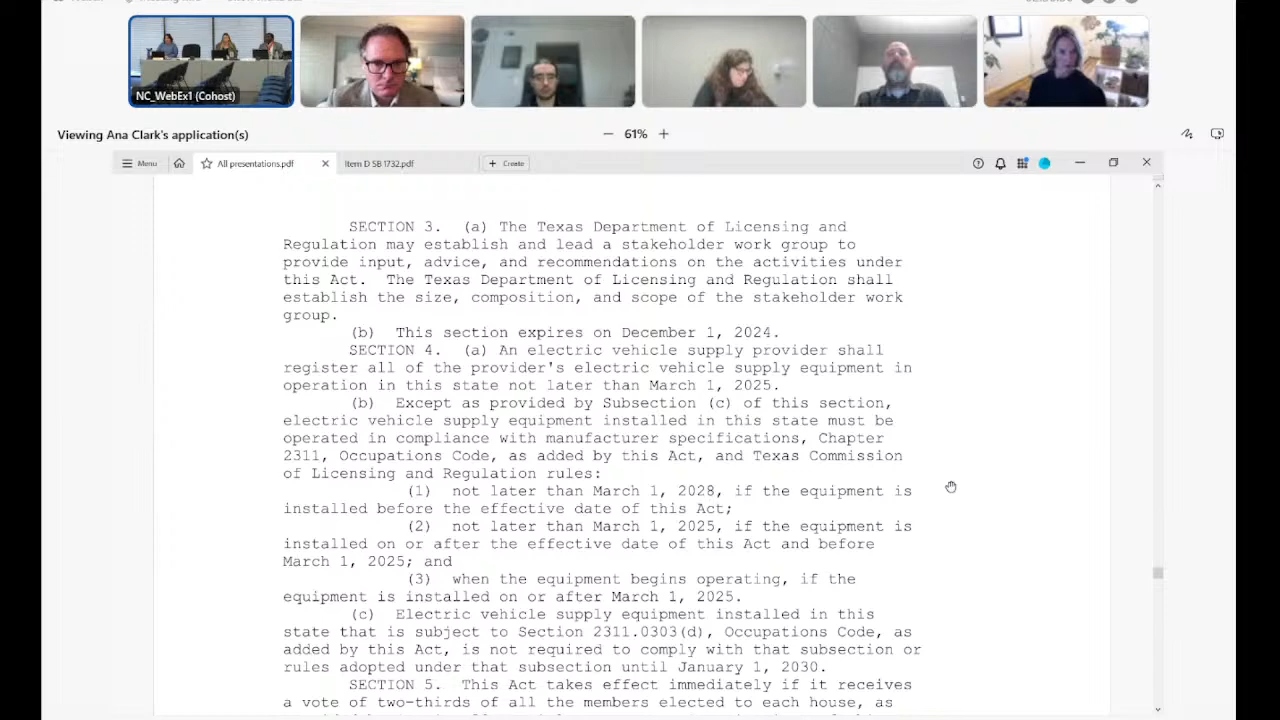 NC_WebEx1 (Cohost)
Viewing Ana Clark's application(s)
61%
Menu
All presentations.pdf
Item D SB 1732.pdf
Create
SECTION 3. (a) The Texas Department of Licensing and
Regulation may establish and lead a stakeholder work group to
provide input, advice, and recommendations on the activities under
this Act. The Texas Department of Licensing and Regulation shall
establish the size, composition, and scope of the stakeholder work
group.
(b) This section expires on December 1, 2024.
SECTION 4. (a) An electric vehicle supply provider shall
register all of the provider's electric vehicle supply equipment in
operation in this state not later than March 1, 2025.
(b) Except as provided by Subsection (c) of this section,
electric vehicle supply equipment installed in this state must be
operated in compliance with manufacturer specifications, Chapter
2311, Occupations Code, as added by this Act, and Texas Commission
of Licensing and Regulation rules:
(1) not later than March 1, 2028, if the equipment is
installed before the effective date of this Act;
(2) not later than March 1, 2025, if the equipment is
installed on or after the effective date of this Act and before
March 1, 2025; and
(3) when the equipment begins operating, if the
equipment is installed on or after March 1, 2025.
(c) Electric vehicle supply equipment installed in this
state that is subject to Section 2311.0303(d), Occupations Code, as
added by this Act, is not required to comply with that subsection or
rules adopted under that subsection until January 1, 2030.
SECTION 5. This Act takes effect immediately if it receives
a vote of two-thirds of all the members elected to each house, as